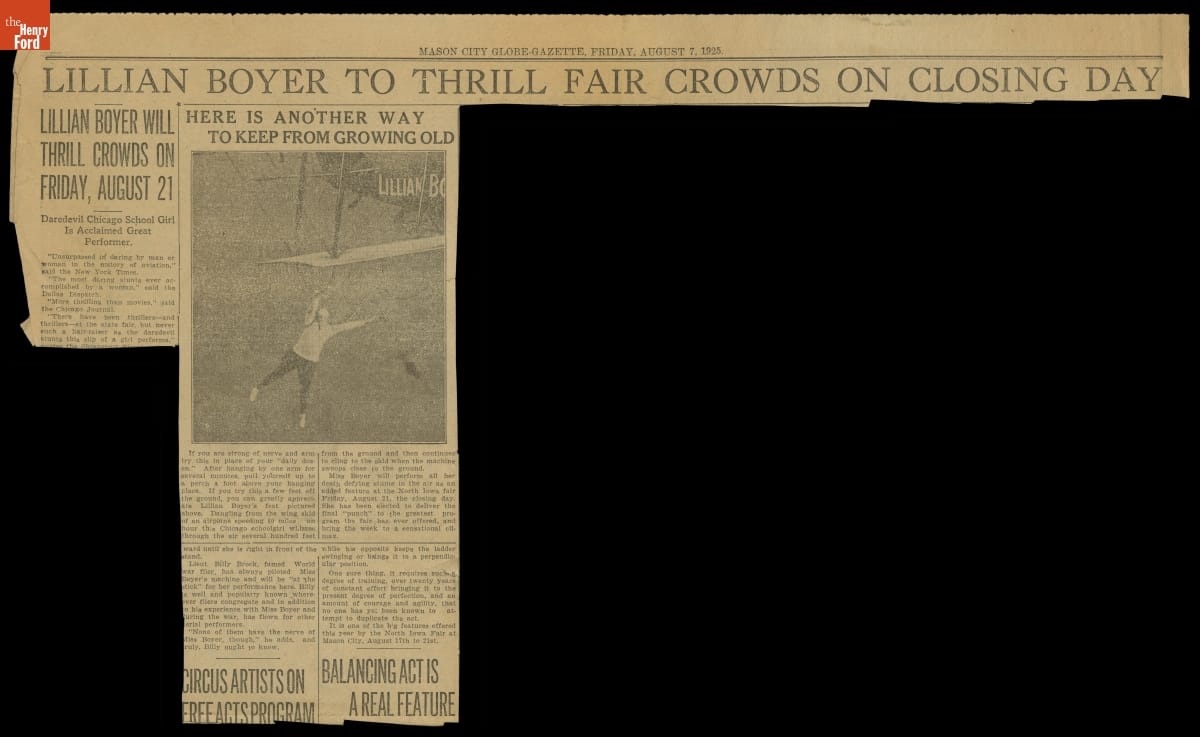 the
Henry
Ford
MASON CITY GLOBE-GAZETTE, FRIDAY, AUGUST 7, 1925.
LILLIAN BOYER TO THRILL FAIR CROWDS ON CLOSING DAY
LILLIAN BOYER WILL
THRILL CROWDS ON
FRIDAY, AUGUST 21
Daredevil Chicago School Girl
Is Acclaimed Great
Performer.
"Unsurpassed in daring by man or
woman in the history of aviation,"
said the New York Times.
"The most daring stunts ever ac-
complished by a woman," said the
Dallas Dispatch.
"More thrilling than movies," said
the Chicago Journal.
"There have been thrillers—and
thrillers—at the state fair, but never
such a hair-raiser as the daredevil
stunts this slip of a girl performs,"
HERE IS ANOTHER WAY
TO KEEP FROM GROWING OLD
LILLIAN BO
If you are strong of nerve and arm
try this in place of your "daily doz-
en." After hanging by one arm for
several minutes, pull yourself up to
a perch a foot above your hanging
place. If you try this a few feet off
the ground, you can greatly appreci-
ate Lillian Boyer's feat pictured
above. Dangling from the wing skid
of an airplane speeding 80 miles an
hour this Chicago schoolgirl whizzes
through the air several hundred feet
from the ground and then continues
to cling to the skid when the machine
sweeps close to the ground.
Miss Boyer will perform all her
death defying stunts in the air as an
added feature at the North Iowa fair
Friday, August 21, the closing day.
She has been elected to deliver the
final "punch" to the greatest pro-
gram the fair has ever offered, and
bring the week to a sensational cli-
max.
ward until she is right in front of the
stand.
Lieut Billy Brock, famed World
war flier, has always piloted Miss
Boyer's machine and will be "at the
stick" for her performance here. Billy
is well and popularly known where-
ever fliers congregate and in addition
to his experience with Miss Boyer and
during the war, has flown for other
aerial performers.
"None of them have the nerve of
Miss Boyer, though," he adds, and
truly, Billy ought to know.
CIRCUS ARTISTS ON
FREE ACTS PROGRAM
while his opposite keeps the ladder
swinging or brings it to a perpendic-
ular position.
One sure thing, it requires such a
degree of training, over twenty years
of constant effort bringing it to the
present degree of perfection, and an
amount of courage and agility, that
no one has yet been known to at-
tempt to duplicate the act.
It is one of the big features offered
this year by the North Iowa Fair at
Mason City, August 17th to 21st.
BALANCING ACT IS
A REAL FEATURE